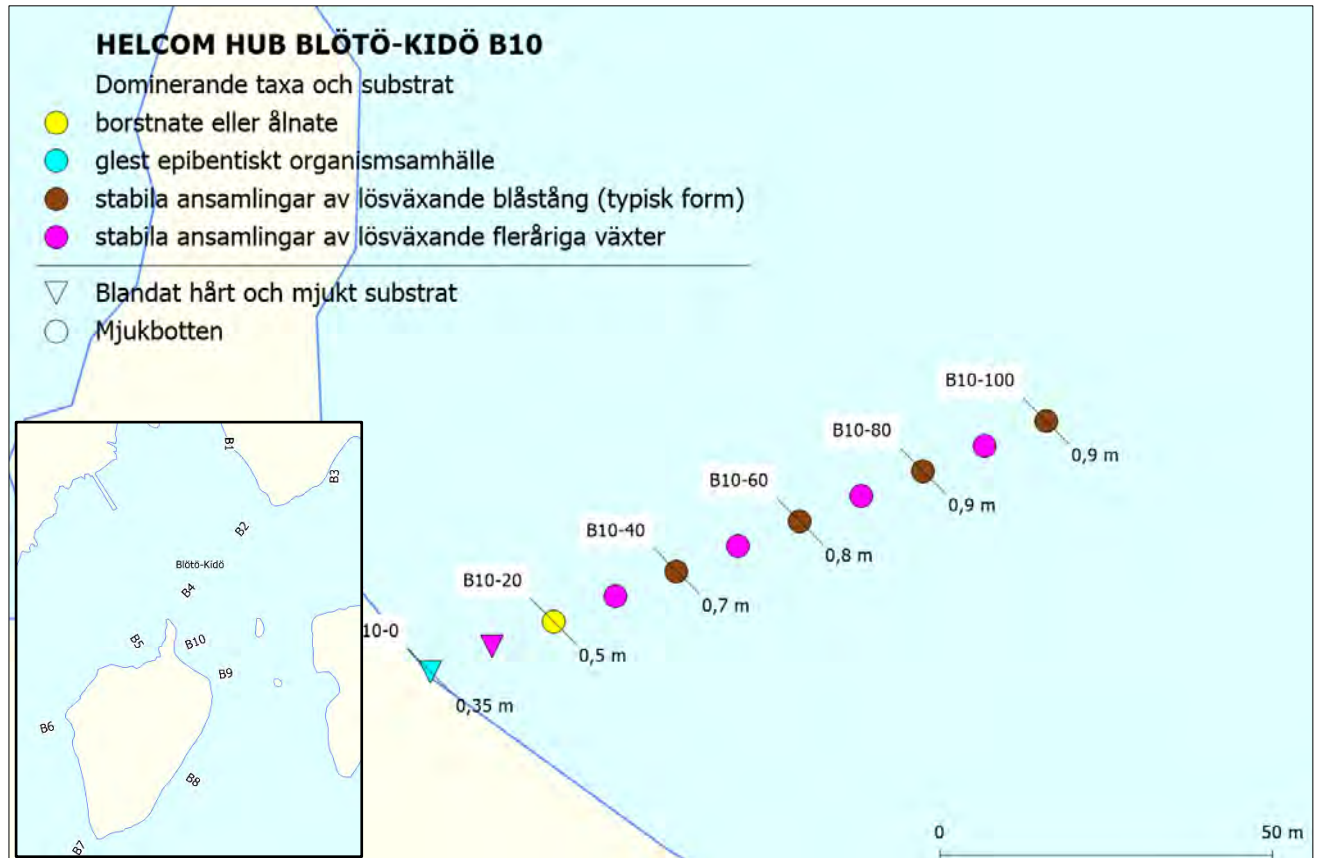 HELCOM HUB BLÖTÖ-KIDÖ B10
Dominerande taxa och substrat
borstnate eller ålnate
glest epibentiskt organismsamhälle
stabila ansamlingar av lösväxande blåstång (typisk form)
stabila ansamlingar av lösväxande fleråriga växter
Blandat hårt och mjukt substrat
Mjukbotten
B10-100
0,9 m
B10-80
0,9 m
B10-60
0,8 m
B10-40
0,7 m
B10-20
0,5 m
10-0
0,35 m
B1
B3
B2
Blötö-Kidö
B4
B5
B10
B9
B6
B8
B7
0
50 m